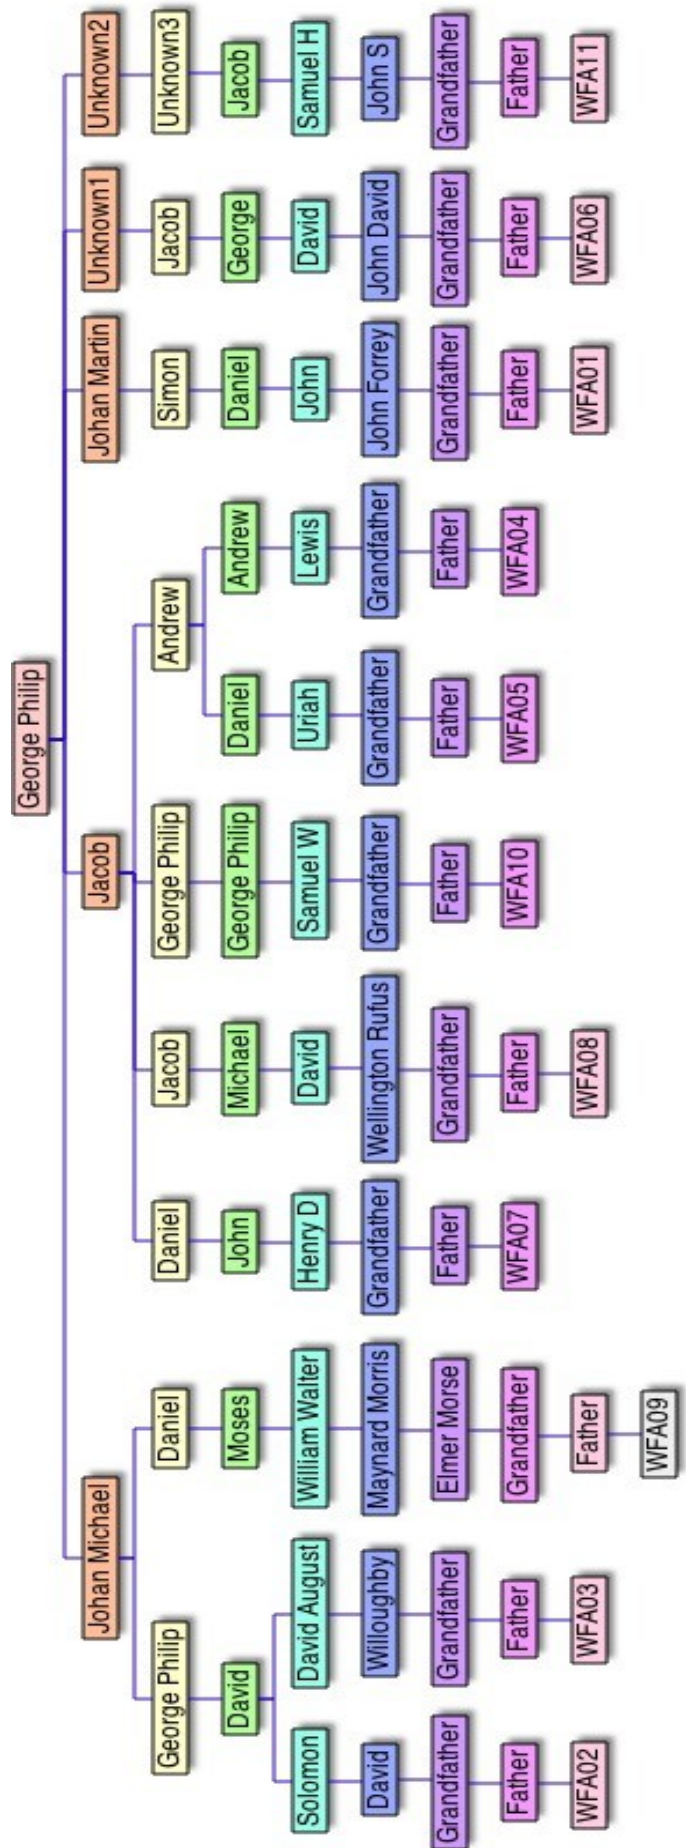 George Philip
Johan Michael
Jacob
Johan Martin
Unknown1
Unknown2
George Philip
Daniel
Daniel
Jacob
George Philip
Andrew
Simon
Jacob
Unknown3
David
Moses
John
Michael
George Philip
Daniel
Andrew
Daniel
George
Jacob
Solomon
David August
William Walter
Henry D
David
Samuel W
Uriah
Lewis
John
David
Samuel H
David
Willoughby
Maynard Morris
Grandfather
Wellington Rufus
Grandfather
Grandfather
Grandfather
John Forrey
John David
John S
Grandfather
Grandfather
Elmer Morse
Father
Grandfather
Father
Father
Father
Grandfather
Grandfather
Grandfather
Father
Father
Grandfather
WFA07
Father
WFA10
WFA05
WFA04
Father
Father
Father
WFA02
WFA03
Father
WFA08
WFA01
WFA06
WFA11
WFA09